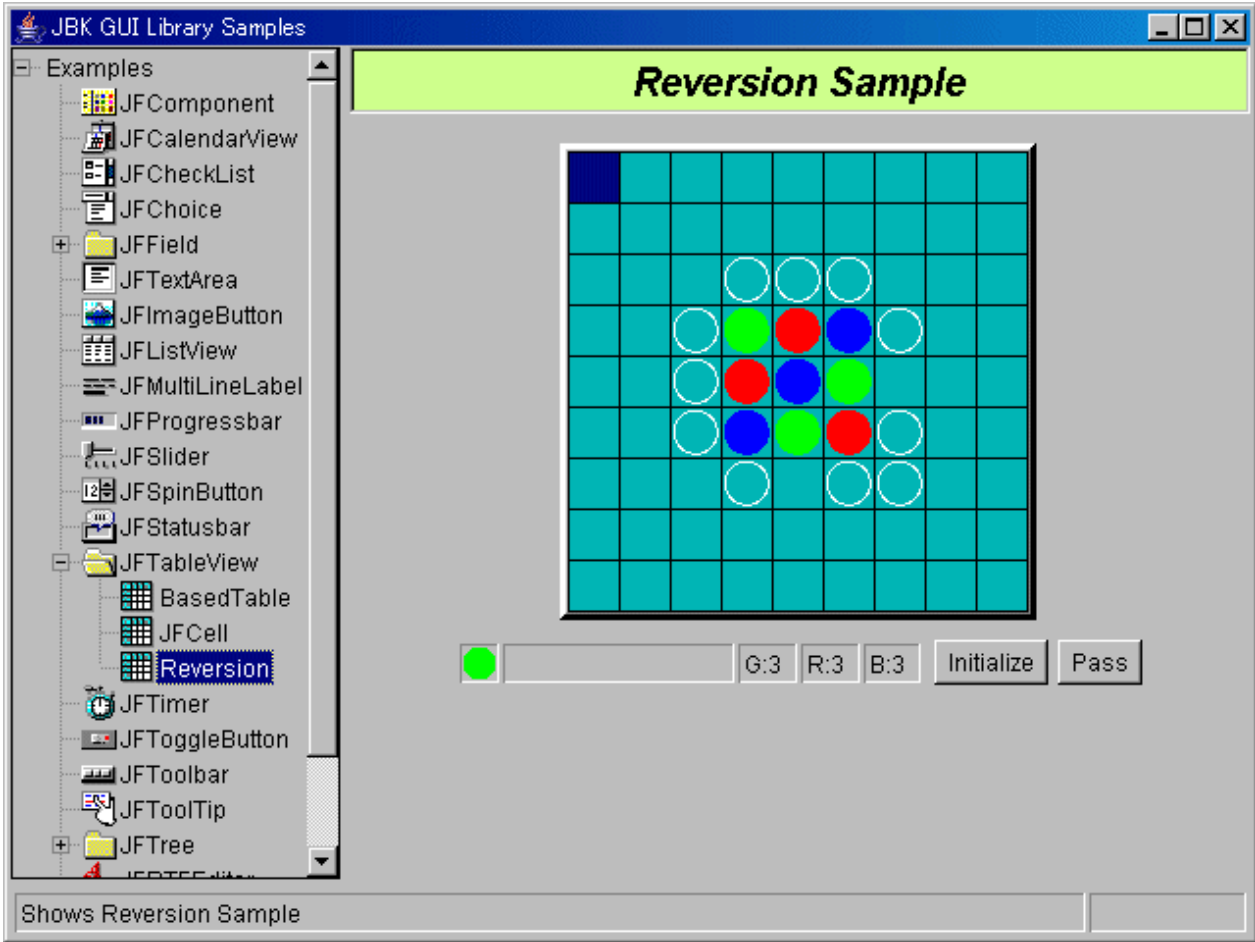 JBK GUI Library Samples
Examples
JFComponent
JFCalendarView
JFCheckList
JFChoice
JFField
JFTextArea
JFImageButton
JFListView
JFMultiLineLabel
JFProgressbar
JFSlider
JFSpinButton
JFStatusbar
JFTableView
BasedTable
JFCell
Reversion
JFTimer
JFToggleButton
JFToolbar
JFToolTip
JFTree
Reversion Sample
G:3
R:3
B:3
Initialize
Pass
Shows Reversion Sample